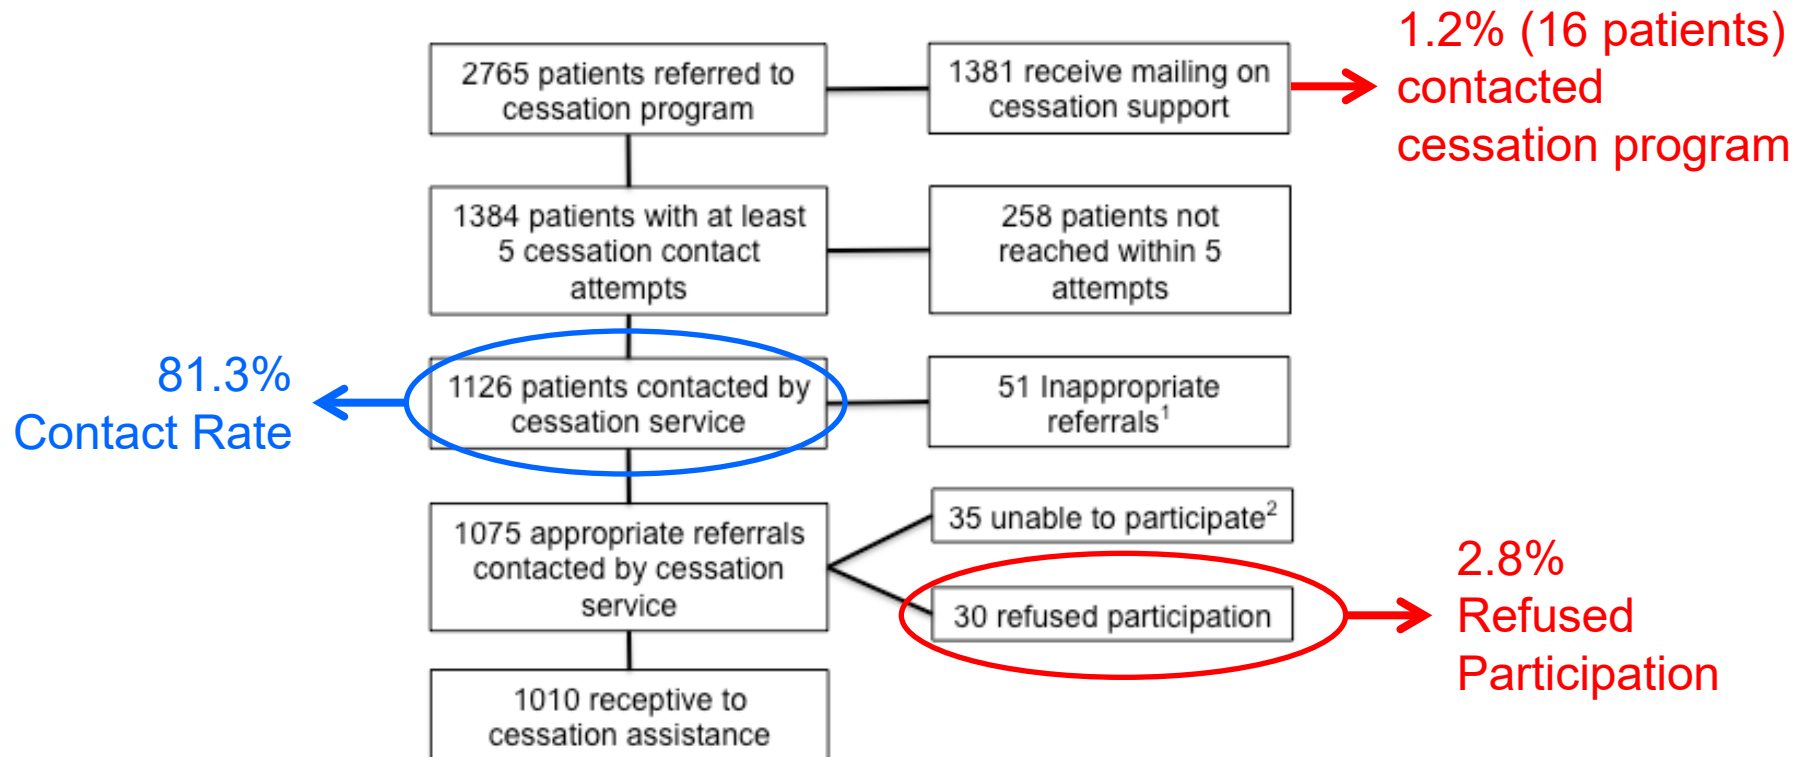 2765 patients referred to
cessation program
1381 receive mailing on
cessation support
1.2% (16 patients)
contacted
cessation program
1384 patients with at least
5 cessation contact
attempts
258 patients not
reached within 5
attempts
81.3%
Contact Rate
1126 patients contacted by
cessation service
51 Inappropriate
referrals¹
1075 appropriate referrals
contacted by cessation
service
35 unable to participate²
30 refused participation
2.8%
Refused
Participation
1010 receptive to
cessation assistance